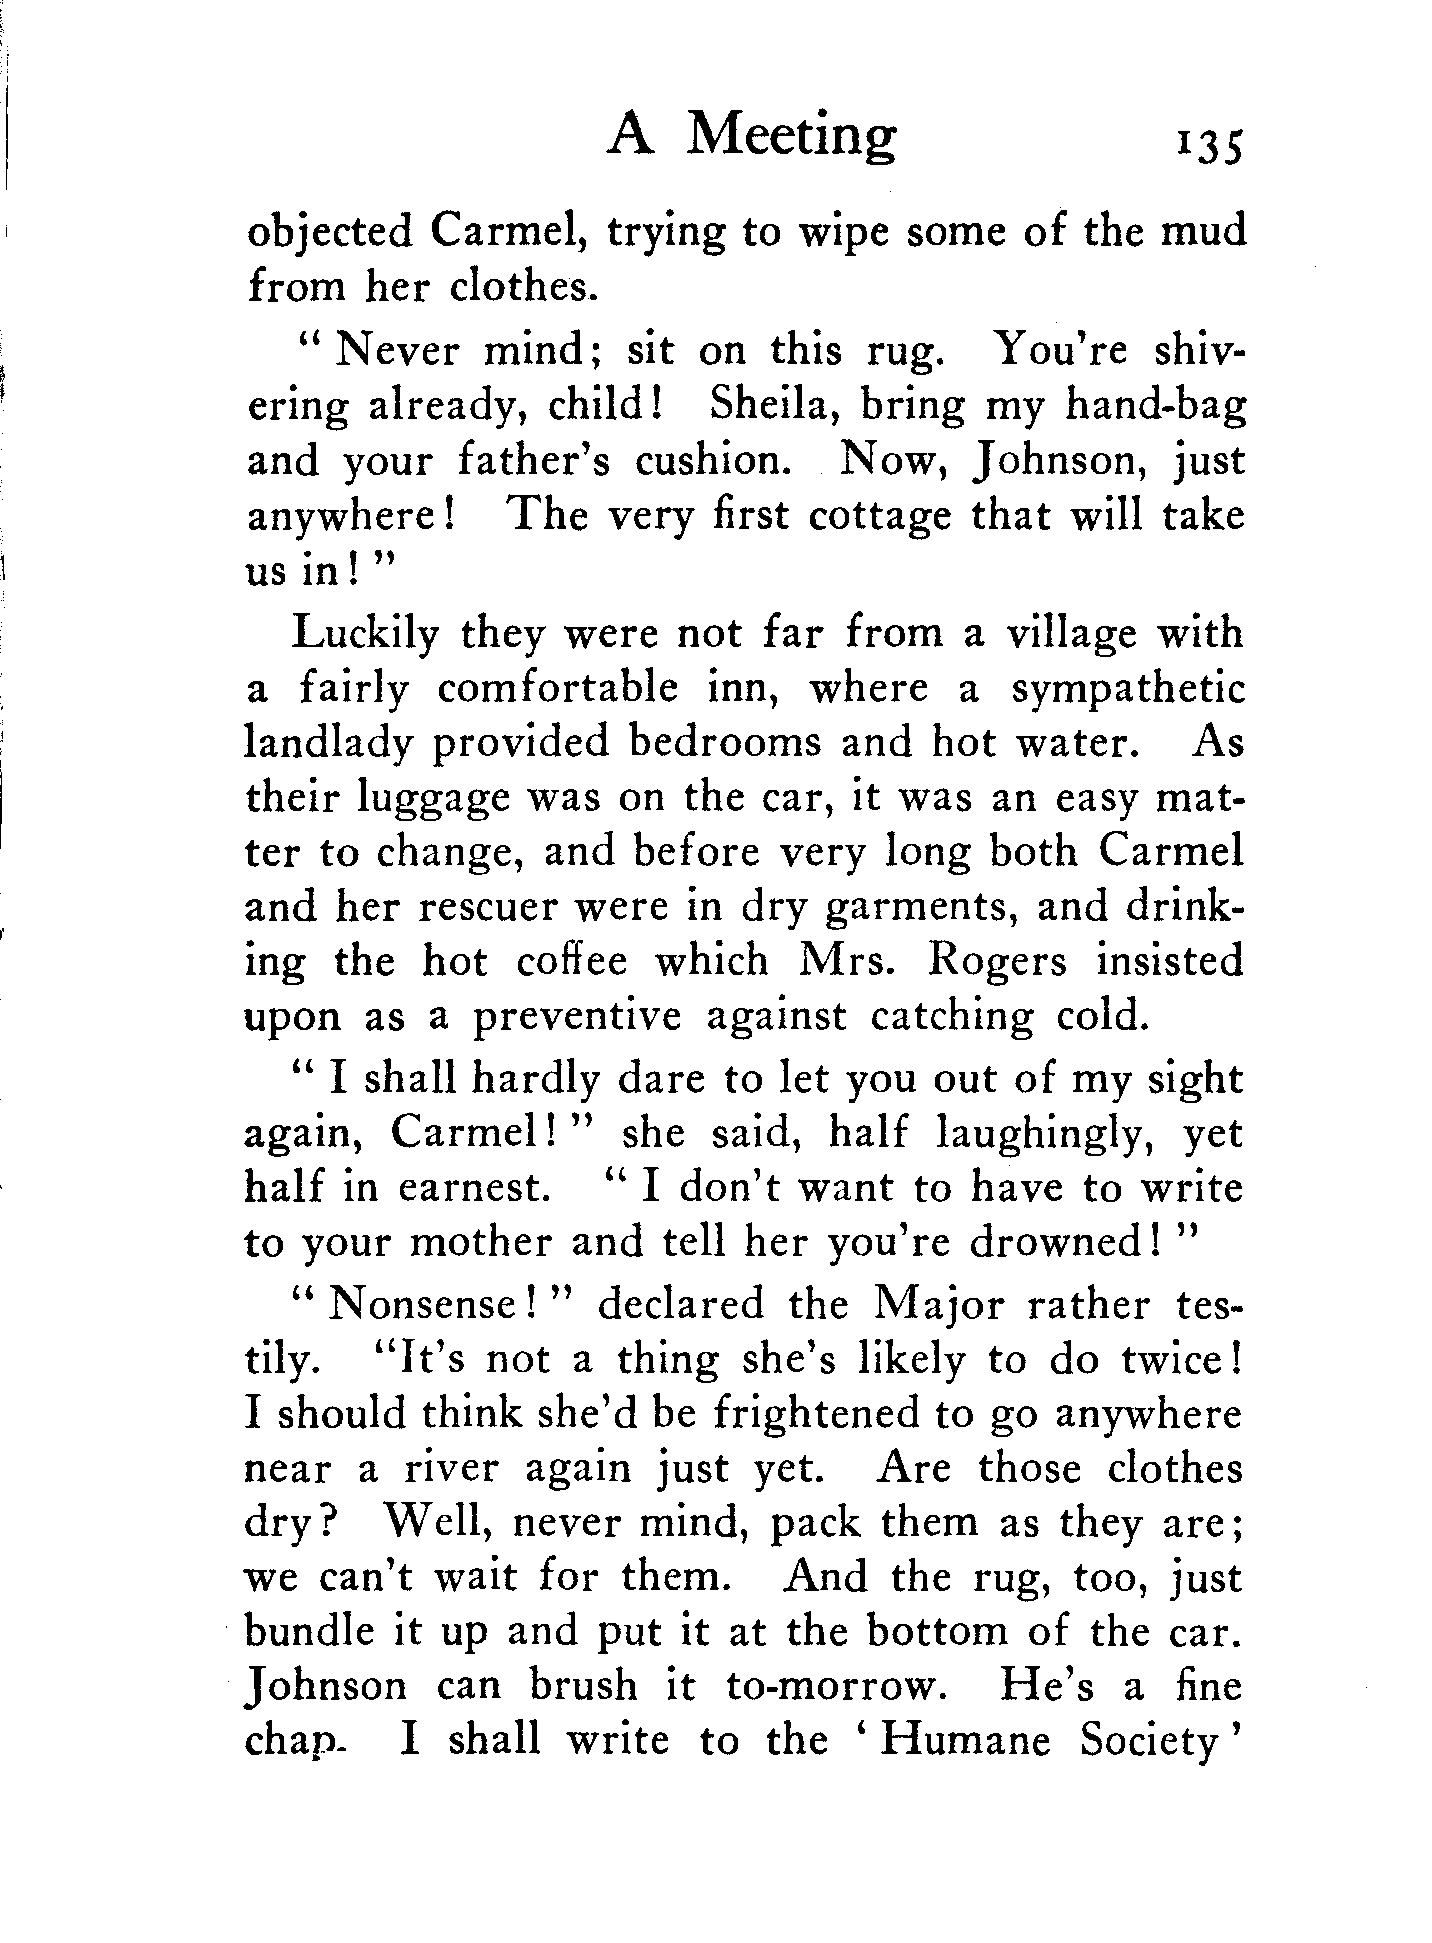 A Meeting 135
objected Carmel, trying to wipe some of the mud
from her clothes.
" Never mind; sit on this rug. You're shiv-
ering already, child! Sheila, bring my hand-bag
and your father's cushion. Now, Johnson, just
anywhere! The very first cottage that will take
us in! "
Luckily they were not far from a village with
a fairly comfortable inn, where a sympathetic
landlady provided bedrooms and hot water. As
their luggage was on the car, it was an easy mat-
ter to change, and before very long both Carmel
and her rescuer were in dry garments, and drink-
ing the hot coffee which Mrs. Rogers insisted
upon as a preventive against catching cold.
" I shall hardly dare to let you out of my sight
again, Carmel! " she said, half laughingly, yet
half in earnest. " I don't want to have to write
to your mother and tell her you're drowned! "
" Nonsense! " declared the Major rather tes-
tily. "It's not a thing she's likely to do twice!
I should think she'd be frightened to go anywhere
near a river again just yet. Are those clothes
dry? Well, never mind, pack them as they are;
we can't wait for them. And the rug, too, just
bundle it up and put it at the bottom of the car.
Johnson can brush it to-morrow. He's a fine
chap. I shall write to the ' Humane Society '